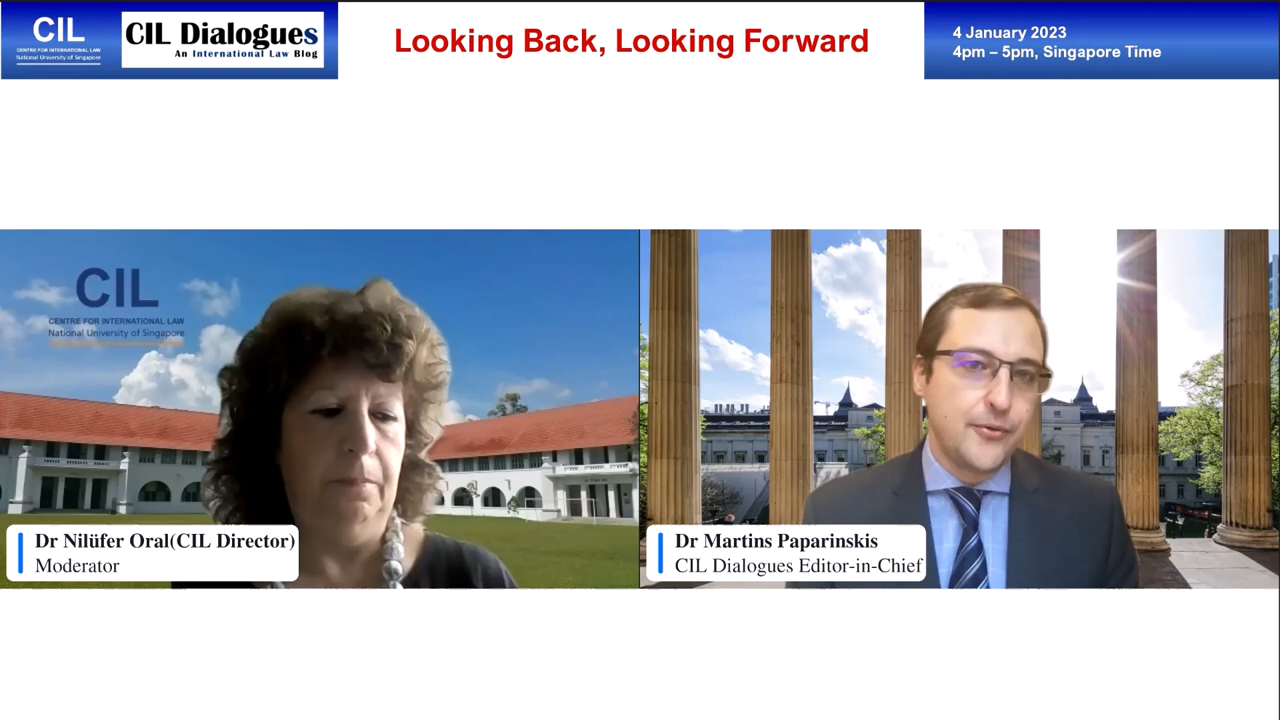 CIL
CENTRE FOR INTERNATIONAL LAW
National University of Singapore
CIL Dialogues
An International Law Blog
Looking Back, Looking Forward
4 January 2023
4pm – 5pm, Singapore Time
CIL
CENTRE FOR INTERNATIONAL LAW
National University of Singapore
Dr Nilüfer Oral(CIL Director)
Moderator
Dr Martins Paparinskis
CIL Dialogues Editor-in-Chief